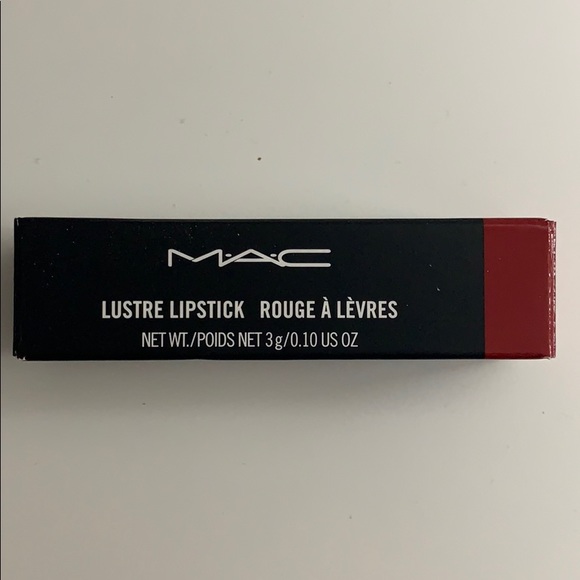 M·A·C
LUSTRE LIPSTICK ROUGE À LÈVRES
NET WT./POIDS NET 3 g/0.10 US OZ